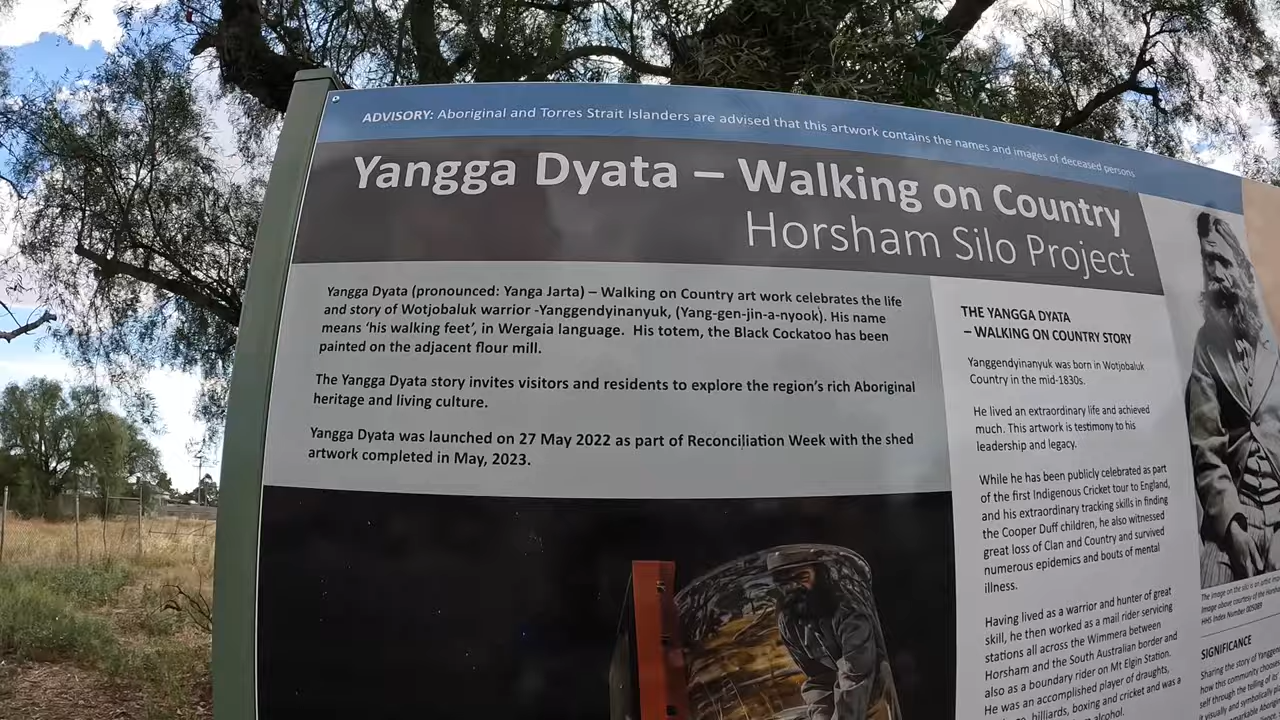 ADVISORY: Aboriginal and Torres Strait Islanders are advised that this artwork contains the names and images of deceased persons
Yangga Dyata – Walking on Country
Horsham Silo Project
Yangga Dyata (pronounced: Yanga Jarta) – Walking on Country art work celebrates the life
and story of Wotjobaluk warrior -Yanggendyinanyuk, (Yang-gen-jin-a-nyook). His name
means ‘his walking feet’, in Wergaia language. His totem, the Black Cockatoo has been
painted on the adjacent flour mill.
The Yangga Dyata story invites visitors and residents to explore the region’s rich Aboriginal
heritage and living culture.
Yangga Dyata was launched on 27 May 2022 as part of Reconciliation Week with the shed
artwork completed in May, 2023.
THE YANGGA DYATA
– WALKING ON COUNTRY STORY
Yanggendyinanyuk was born in Wotjobaluk
Country in the mid-1830s.
He lived an extraordinary life and achieved
much. This artwork is testimony to his
leadership and legacy.
While he has been publicly celebrated as part
of the first Indigenous Cricket tour to England,
and his extraordinary tracking skills in finding
the Cooper Duff children, he also witnessed
great loss of Clan and Country and survived
numerous epidemics and bouts of mental
illness.
Having lived as a warrior and hunter of great
skill, he then worked as a mail rider servicing
stations all across the Wimmera between
Horsham and the South Australian border and
also as a boundary rider on Mt Elgin Station.
He was an accomplished player of draughts,
billiards, boxing and cricket and was a
alcohol.
The image on the silo is an artist
Image above courtesy of the
HHS Index Number 005089
SIGNIFICANCE
Sharing the story of
how this community
self through the telling of
visually and symbolically